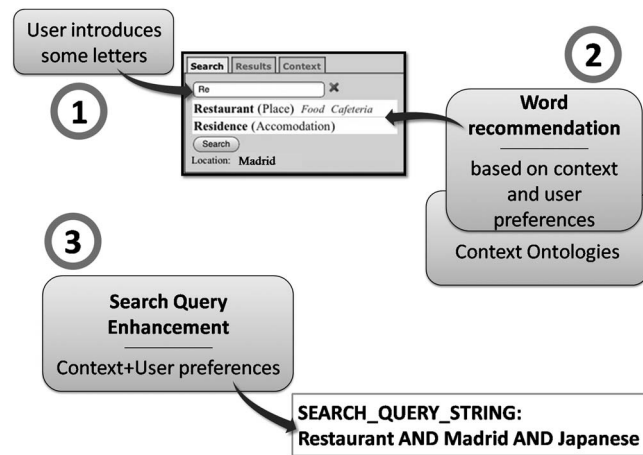 User introduces
some letters
1
Search Results Context
Re
Restaurant (Place) Food Cafeteria
Residence (Accomodation)
Search
Location: Madrid
2
Word
recommendation
based on context
and user
preferences
Context Ontologies
3
Search Query
Enhancement
Context+User preferences
SEARCH_QUERY_STRING:
Restaurant AND Madrid AND Japanese